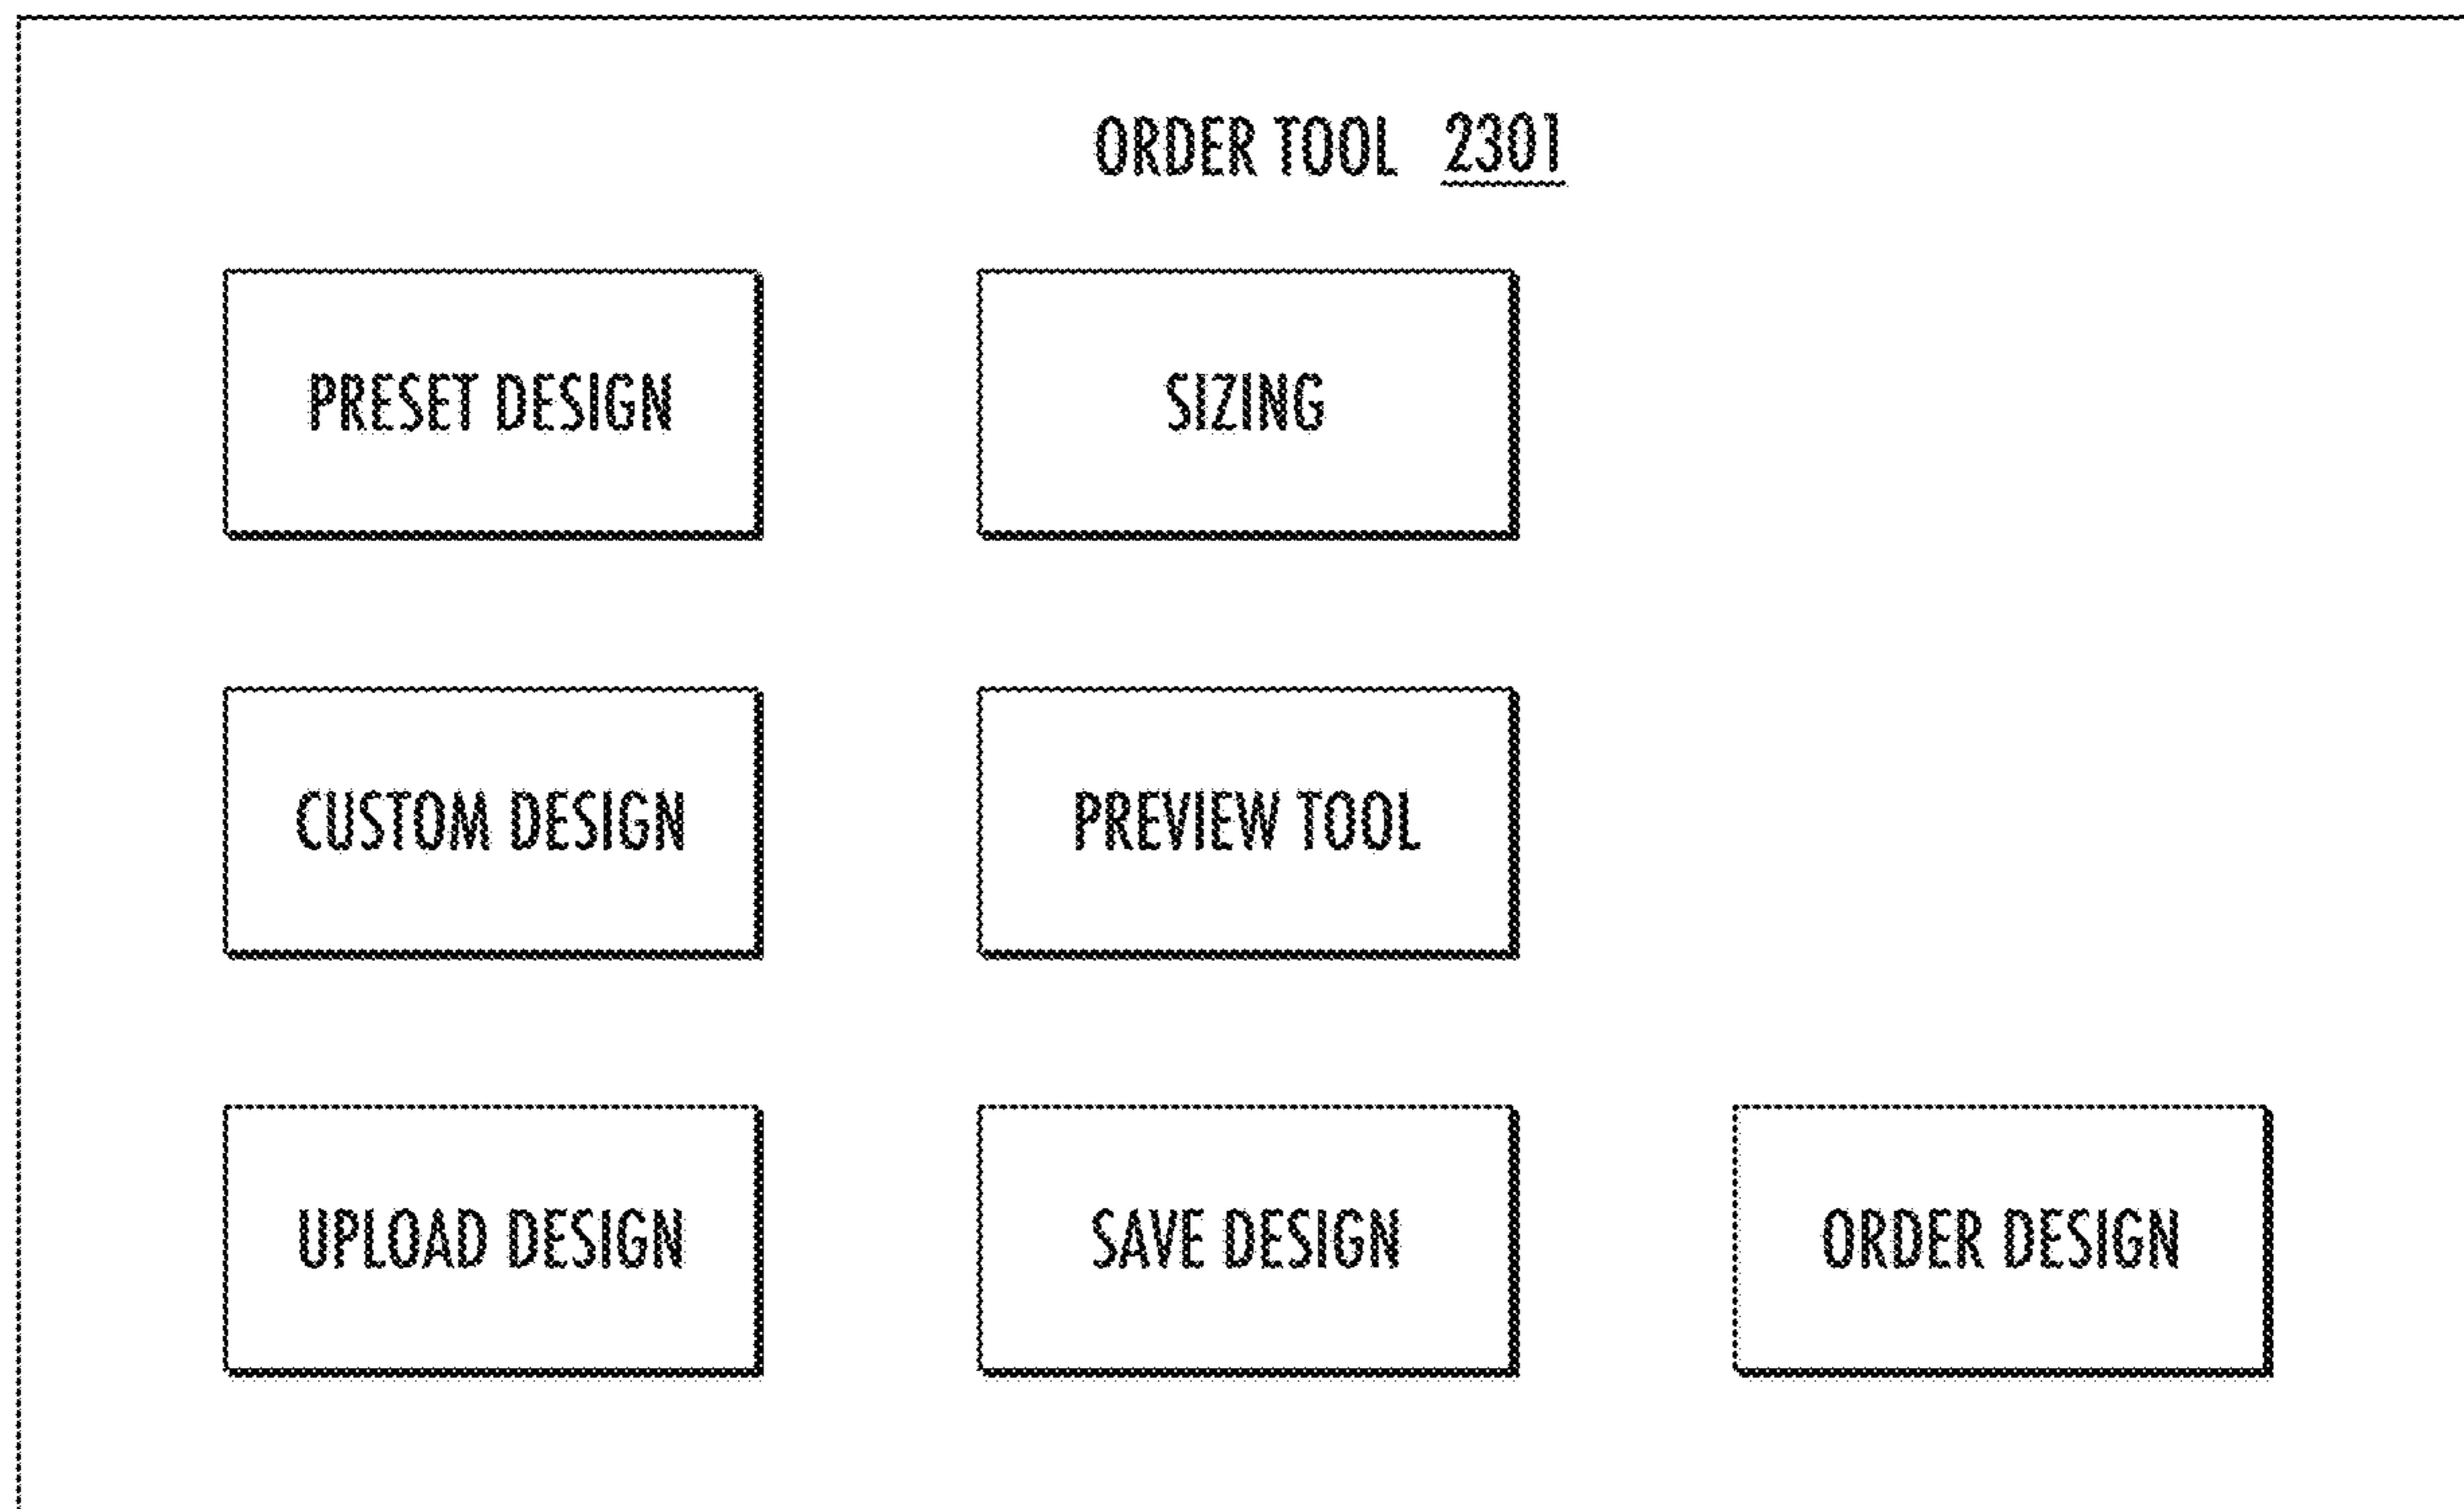 ORDER TOOL 2301
PRESET DESIGN
SIZING
CUSTOM DESIGN
PREVIEW TOOL
UPLOAD DESIGN
SAVE DESIGN
ORDER DESIGN